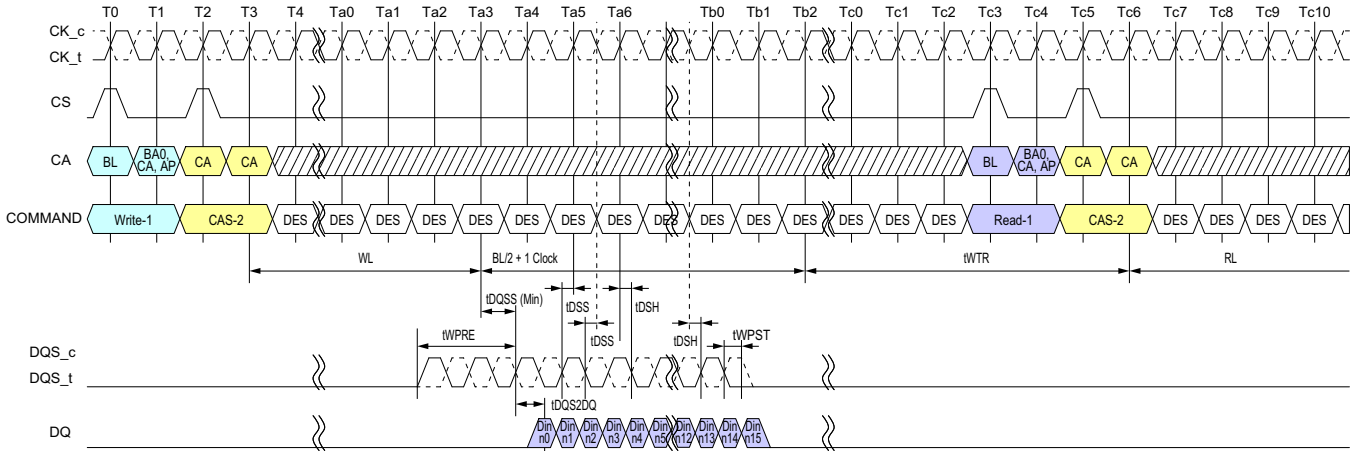 T0 T1 T2 T3 T4 Ta0 Ta1 Ta2 Ta3 Ta4 Ta5 Ta6 Tb0 Tb1 Tb2 Tc0 Tc1 Tc2 Tc3 Tc4 Tc5 Tc6 Tc7 Tc8 Tc9 Tc10
CK_c
CK_t
CS
CA BL BA0, CA, AP CA CA BL BA0, CA, AP CA CA
COMMAND Write-1 CAS-2 DES DES DES DES DES DES DES DES DES DES DES DES DES DES DES Read-1 CAS-2 DES DES DES DES
WL BL/2 + 1 Clock tWTR RL
tDQSS (Min) tDSS tDSH
tWPRE tDSS tDSH tWPST
DQS_c
DQS_t
tDQS2DQ
DQ Din n0 Din n1 Din n2 Din n3 Din n4 Din n5 Din n12 Din n13 Din n14 Din n15